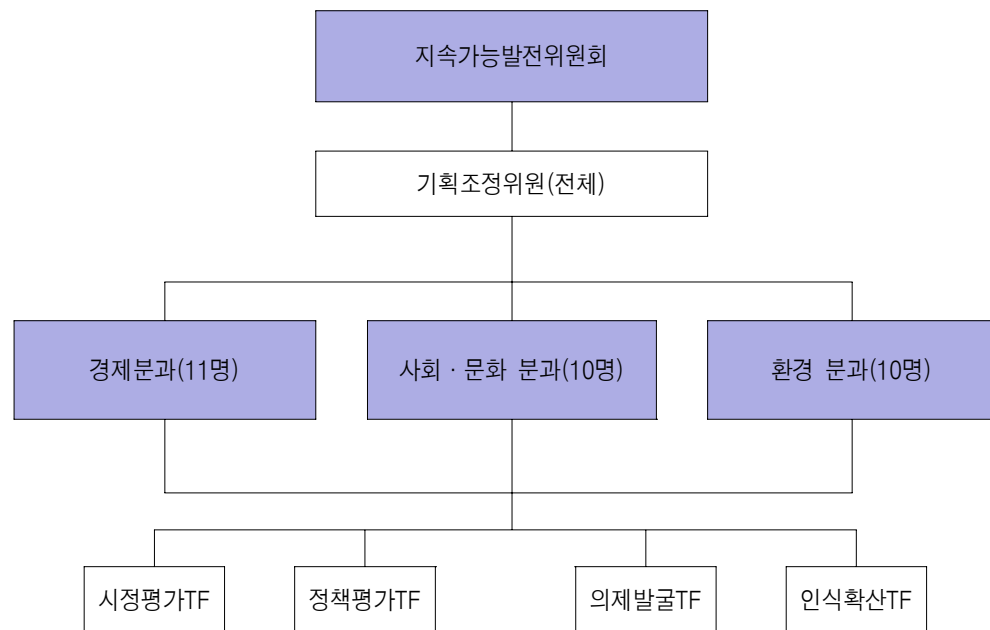 지속가능발전위원회
기획조정위원(전체)
경제분과(11명)
사회 · 문화 분과(10명)
환경 분과(10명)
시정평가TF
정책평가TF
의제발굴TF
인식확산TF